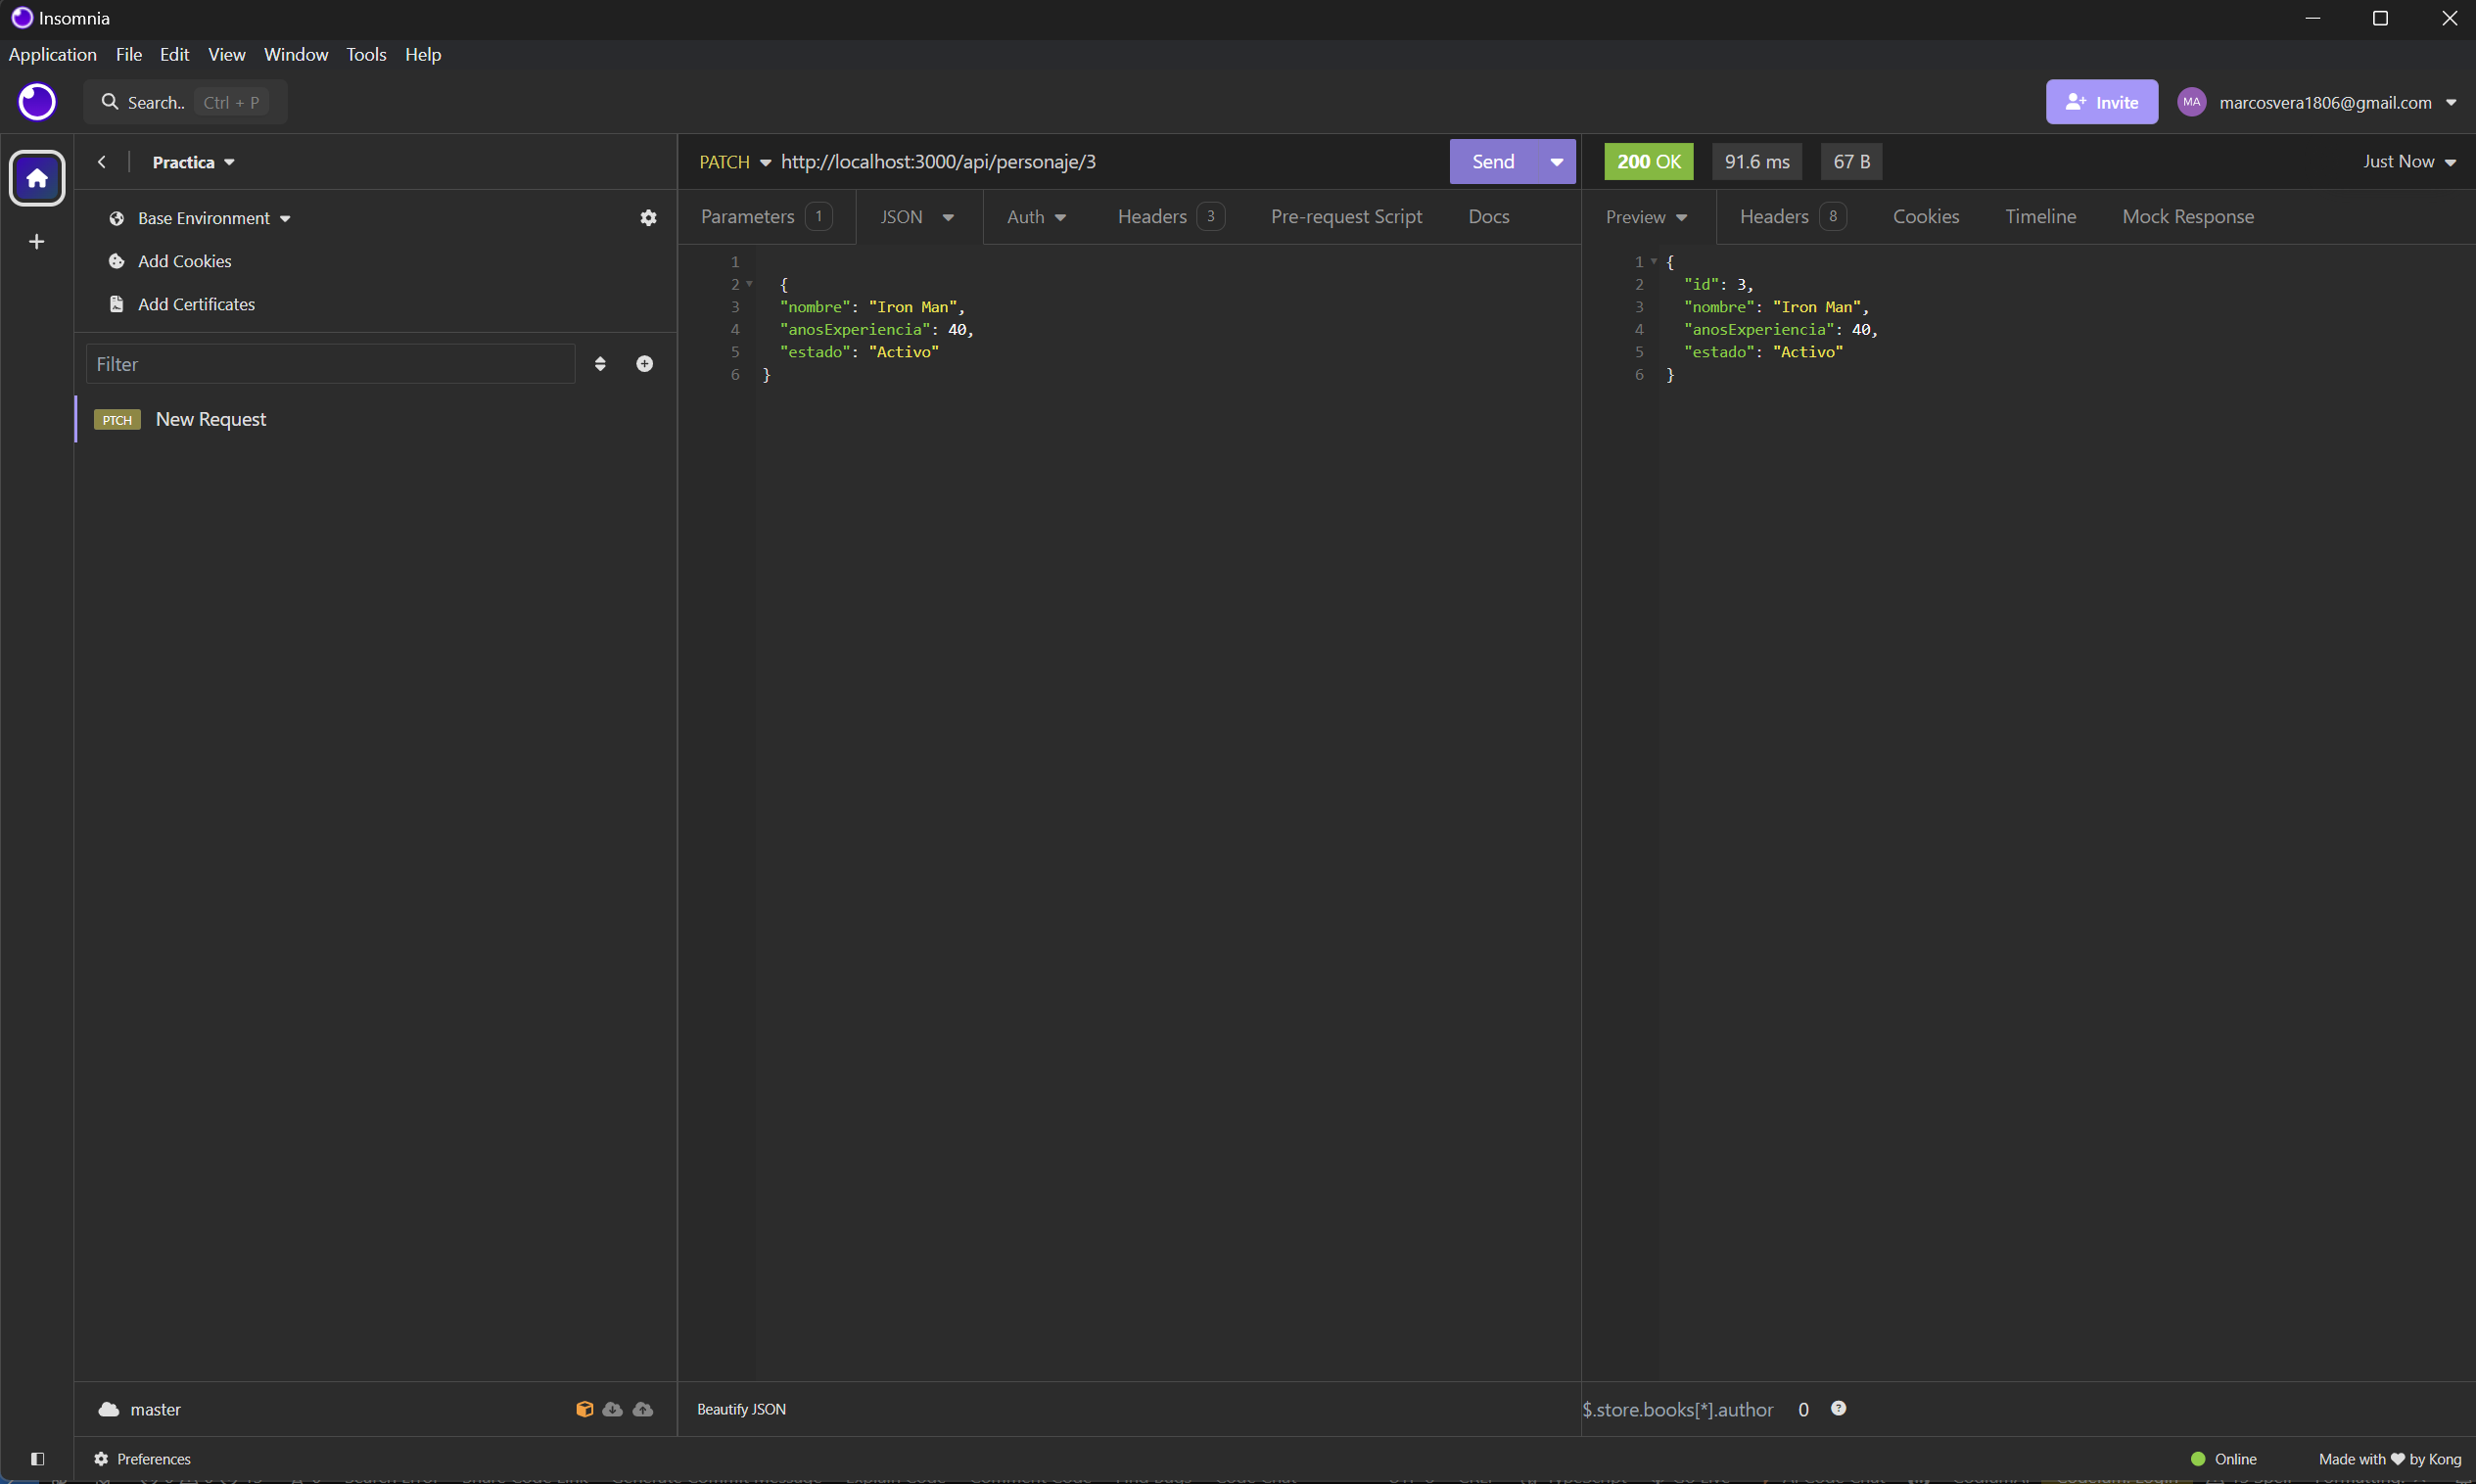 Insomnia
Application File Edit View Window Tools Help
Search.. Ctrl + P
Invite MA marcosvera1806@gmail.com
Practica
PATCH http://localhost:3000/api/personaje/3 Send
200 OK 91.6 ms 67 B Just Now
Base Environment
Add Cookies
Add Certificates
Filter
PTCH New Request
Parameters 1 JSON Auth Headers 3 Pre-request Script Docs
1
2 {
3 "nombre": "Iron Man",
4 "anosExperiencia": 40,
5 "estado": "Activo"
6 }
Preview Headers 8 Cookies Timeline Mock Response
1 {
2 "id": 3,
3 "nombre": "Iron Man",
4 "anosExperiencia": 40,
5 "estado": "Activo"
6 }
master
Beautify JSON
$.store.books[*].author 0 ?
Preferences
Online Made with ❤ by Kong